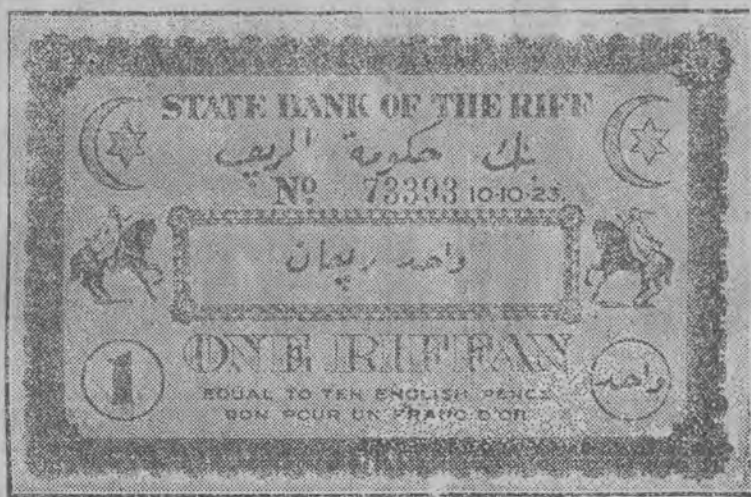 STATE BANK OF THE RIFF
بنك حكومة الريف
Nº 73393 10-10-23.
واحد ريفان
ONE RIFFAN
1
واحد
EQUAL TO TEN ENGLISH PENCE
BON POUR UN FRANC D'OR